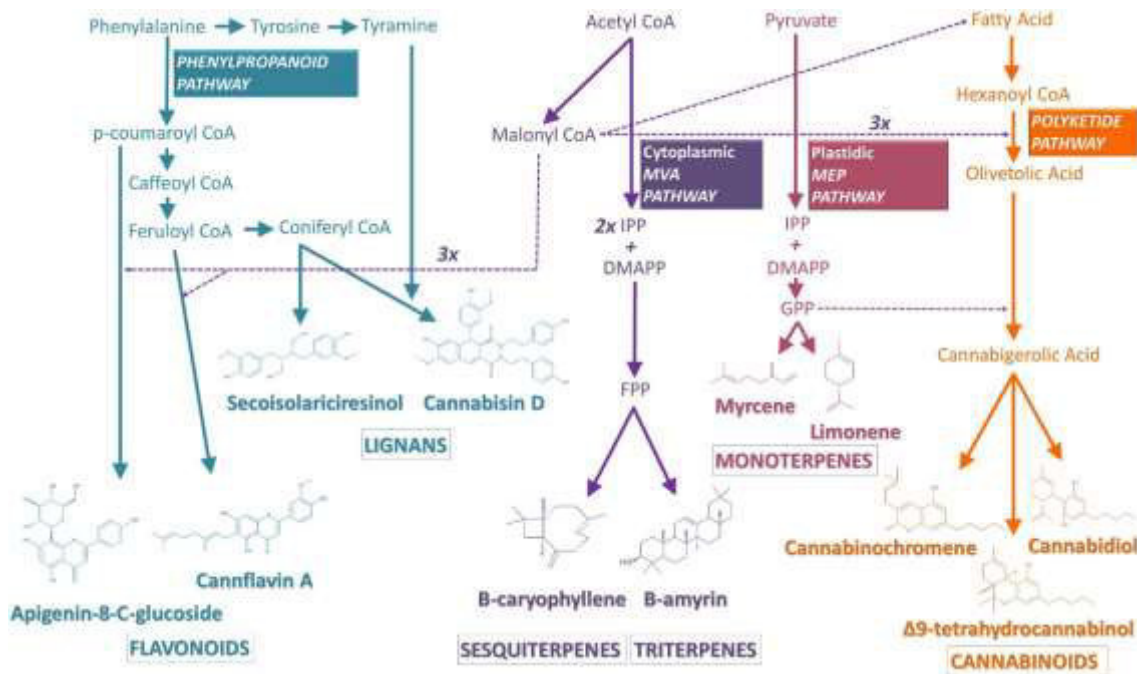 Phenylalanine
Tyrosine
Tyramine
Acetyl CoA
Pyruvate
Fatty Acid
PHENYLPROPANOID
PATHWAY
Hexanoyl CoA
p-coumaroyl CoA
Malonyl CoA
3x
POLYKETIDE
PATHWAY
Cytoplasmic
MVA
PATHWAY
Plastidic
MEP
PATHWAY
Caffeoyl CoA
Olivetolic Acid
Feruloyl CoA
Coniferyl CoA
2x IPP
+
DMAPP
IPP
+
DMAPP
3x
GPP
Cannabigerolic Acid
FPP
Secoisolariciresinol
Cannabisin D
Myrcene
Limonene
LIGNANS
MONOTERPENES
Cannabinochromene
Cannabidiol
Cannflavin A
Apigenin-8-C-glucoside
B-caryophyllene
B-amyrin
Δ9-tetrahydrocannabinol
FLAVONOIDS
SESQUITERPENES
TRITERPENES
CANNABINOIDS